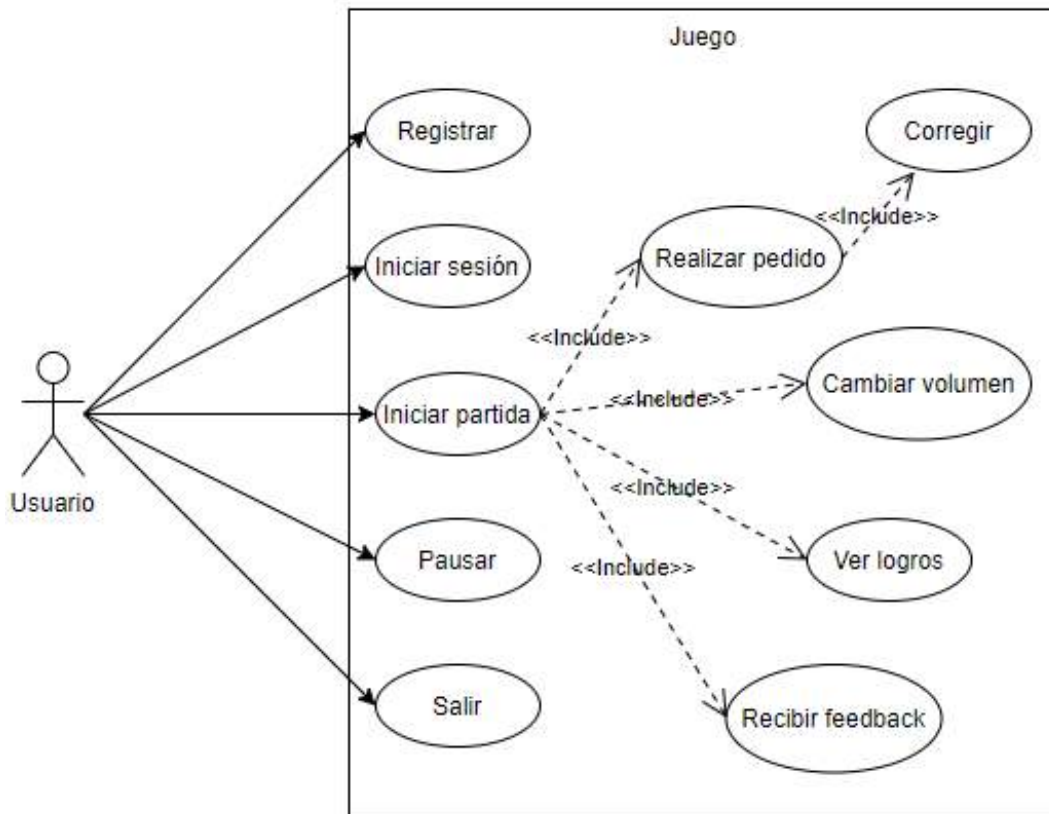 Juego
Registrar
Corregir
<<Include>>
Iniciar sesión
Realizar pedido
<<Include>>
Iniciar partida
<<Include>>
Cambiar volumen
Usuario
<<Include>>
Pausar
<<Include>>
Ver logros
Salir
Recibir feedback